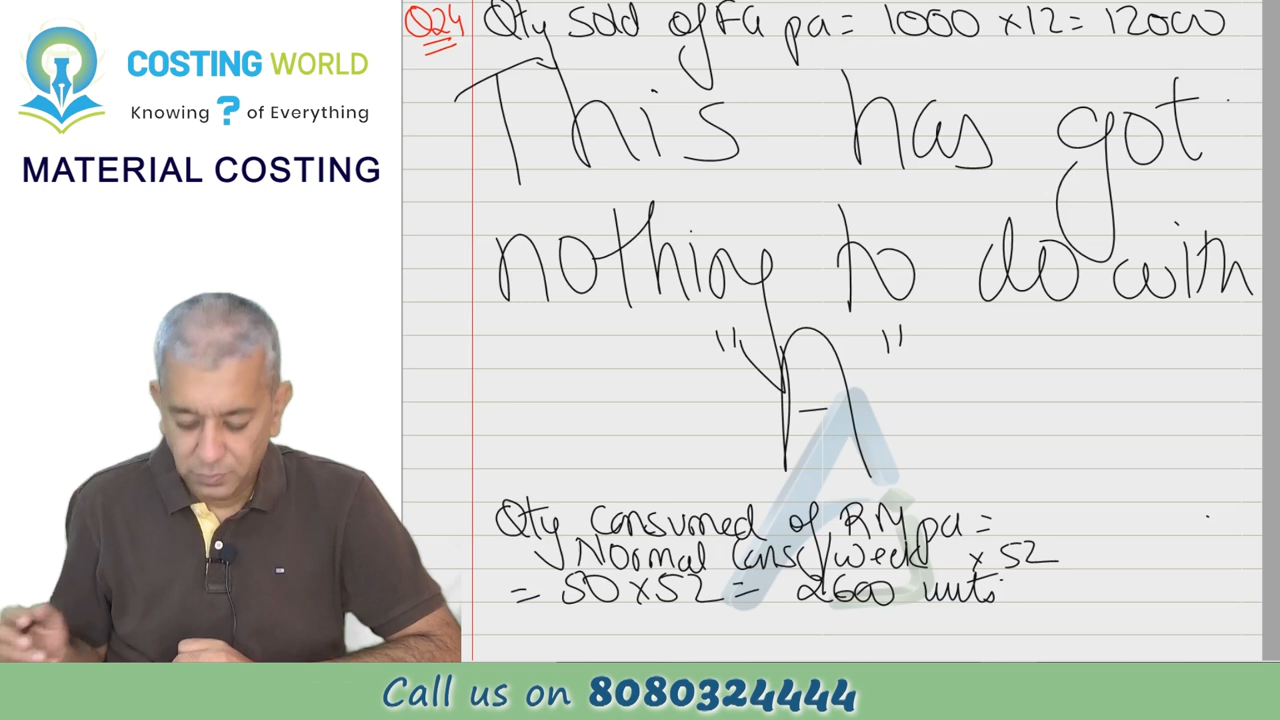 COSTING WORLD
Knowing ? of Everything
MATERIAL COSTING
Q24 Qty Sold of FG pa = 1000 x 12 = 12000
This has got
nothing to do with
"A"
Qty consumed of RM pa =
Normal Cons/week x 52
= 50 x 52 = 2600 units
Call us on 8080324444